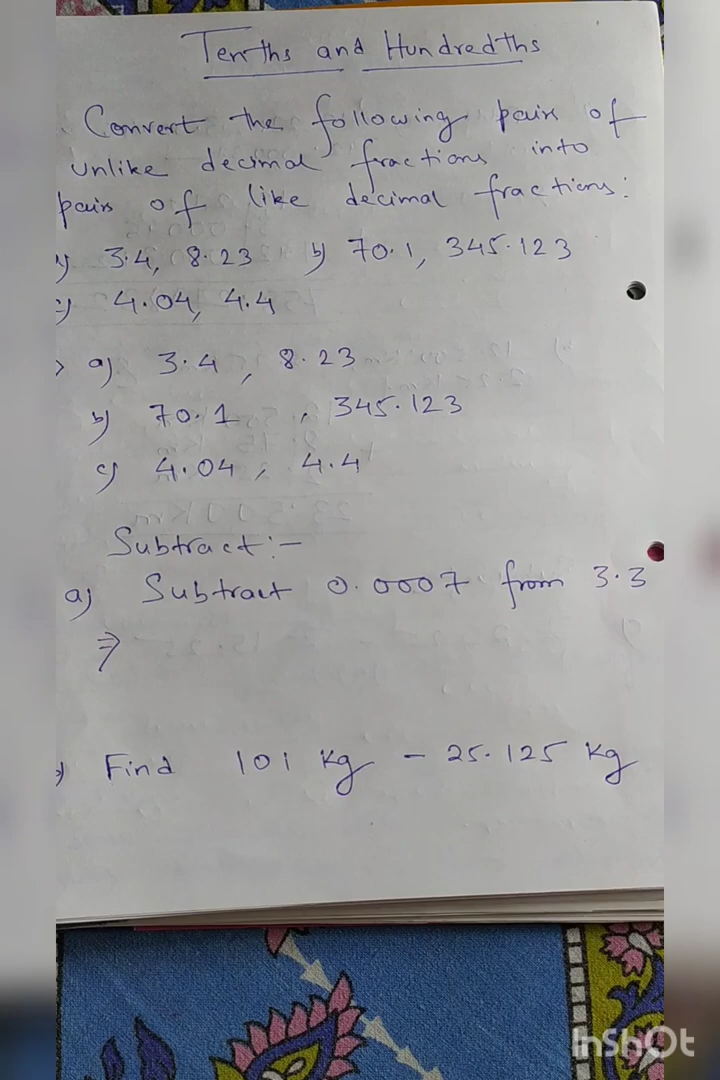 Tenths and Hundredths
Convert the following pairs of
unlike decimal fractions into
pairs of like decimal fractions:
3.4, 8.23 b) 70.1, 345.123
c) 4.04, 4.4
a) 3.4, 8.23
b) 70.1, 345.123
c) 4.04, 4.4
Subtract:-
a) Subtract 0.0007 from 3.3
⇒
Find 101 kg - 25.125 kg
InShOt